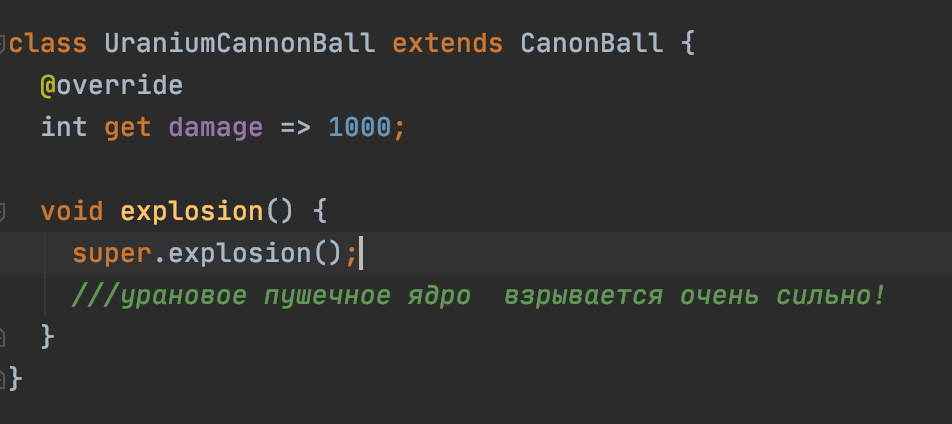 class UraniumCannonBall extends CanonBall {
@override
int get damage => 1000;
void explosion() {
super.explosion();
///урановое пушечное ядро  взрывается очень сильно!
}
}